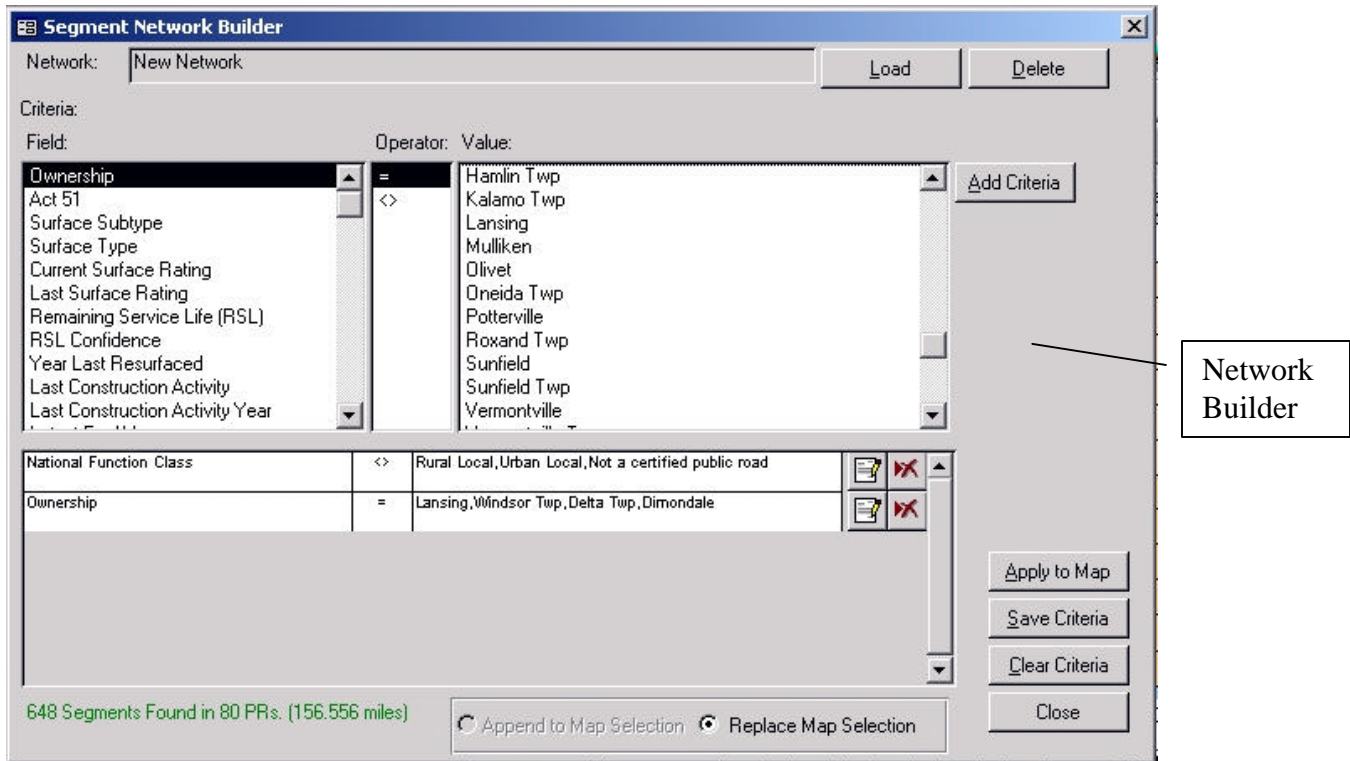 Segment Network Builder
Network: New Network Load Delete
Criteria:
Field: Operator: Value:
Ownership = Hamlin Twp Add Criteria
Act 51 <> Kalamo Twp
Surface Subtype Lansing
Surface Type Mulliken
Current Surface Rating Olivet
Last Surface Rating Oneida Twp
Remaining Service Life (RSL) Potterville
RSL Confidence Roxand Twp
Year Last Resurfaced Sunfield
Last Construction Activity Sunfield Twp
Last Construction Activity Year Vermontville
Network
Builder
National Function Class <> Rural Local,Urban Local,Not a certified public road
Ownership = Lansing,Windsor Twp,Delta Twp,Dimondale
Apply to Map
Save Criteria
Clear Criteria
648 Segments Found in 80 PRs. (156.556 miles) Append to Map Selection Replace Map Selection Close